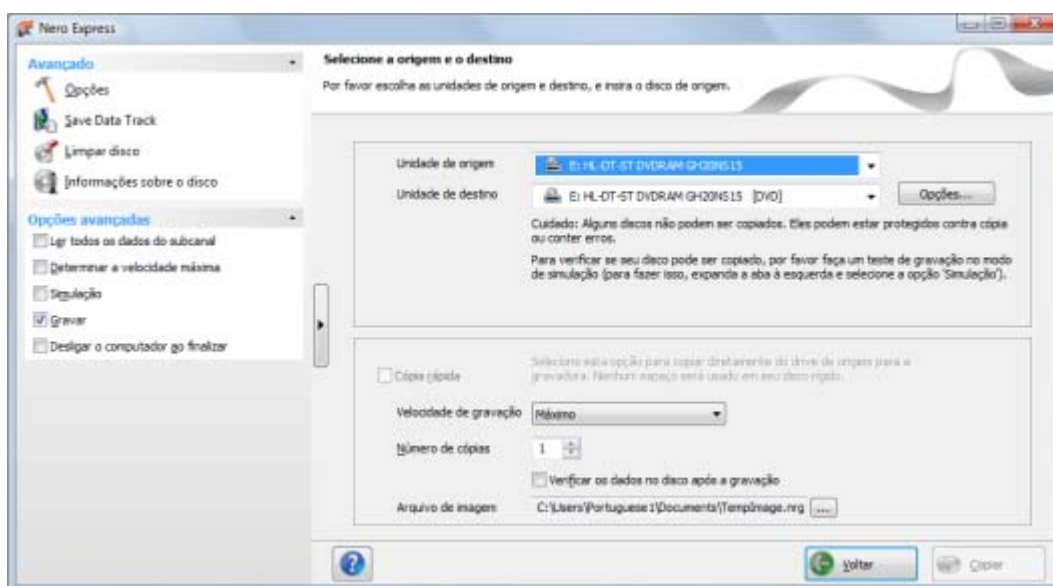 Nero Express
Avançado
Opções
Save Data Track
Limpar disco
Informações sobre o disco
Opções avançadas
Ler todos os dados do subcanal
Determinar a velocidade máxima
Simulação
Gravar
Desligar o computador ao finalizar
Selecione a origem e o destino
Por favor escolha as unidades de origem e destino, e insira o disco de origem.
Unidade de origem
E: HL-DT-ST DVDRAM GH20NS15
Unidade de destino
E: HL-DT-ST DVDRAM GH20NS15 [DVD]
Opções...
Cuidado: Alguns discos não podem ser copiados. Eles podem estar protegidos contra cópia
ou conter erros.
Para verificar se seu disco pode ser copiado, por favor faça um teste de gravação no modo
de simulação (para fazer isso, expanda a aba à esquerda e selecione a opção 'Simulação').
Cópia rápida
Selecione esta opção para copiar diretamente do drive de origem para a
gravadora. Nenhum espaço será usado em seu disco rígido.
Velocidade de gravação
Máximo
Número de cópias
1
Verificar os dados no disco após a gravação
Arquivo de imagem
C:\Users\Portuguese1\Documents\TempImage.nrg
...
Voltar
Copiar